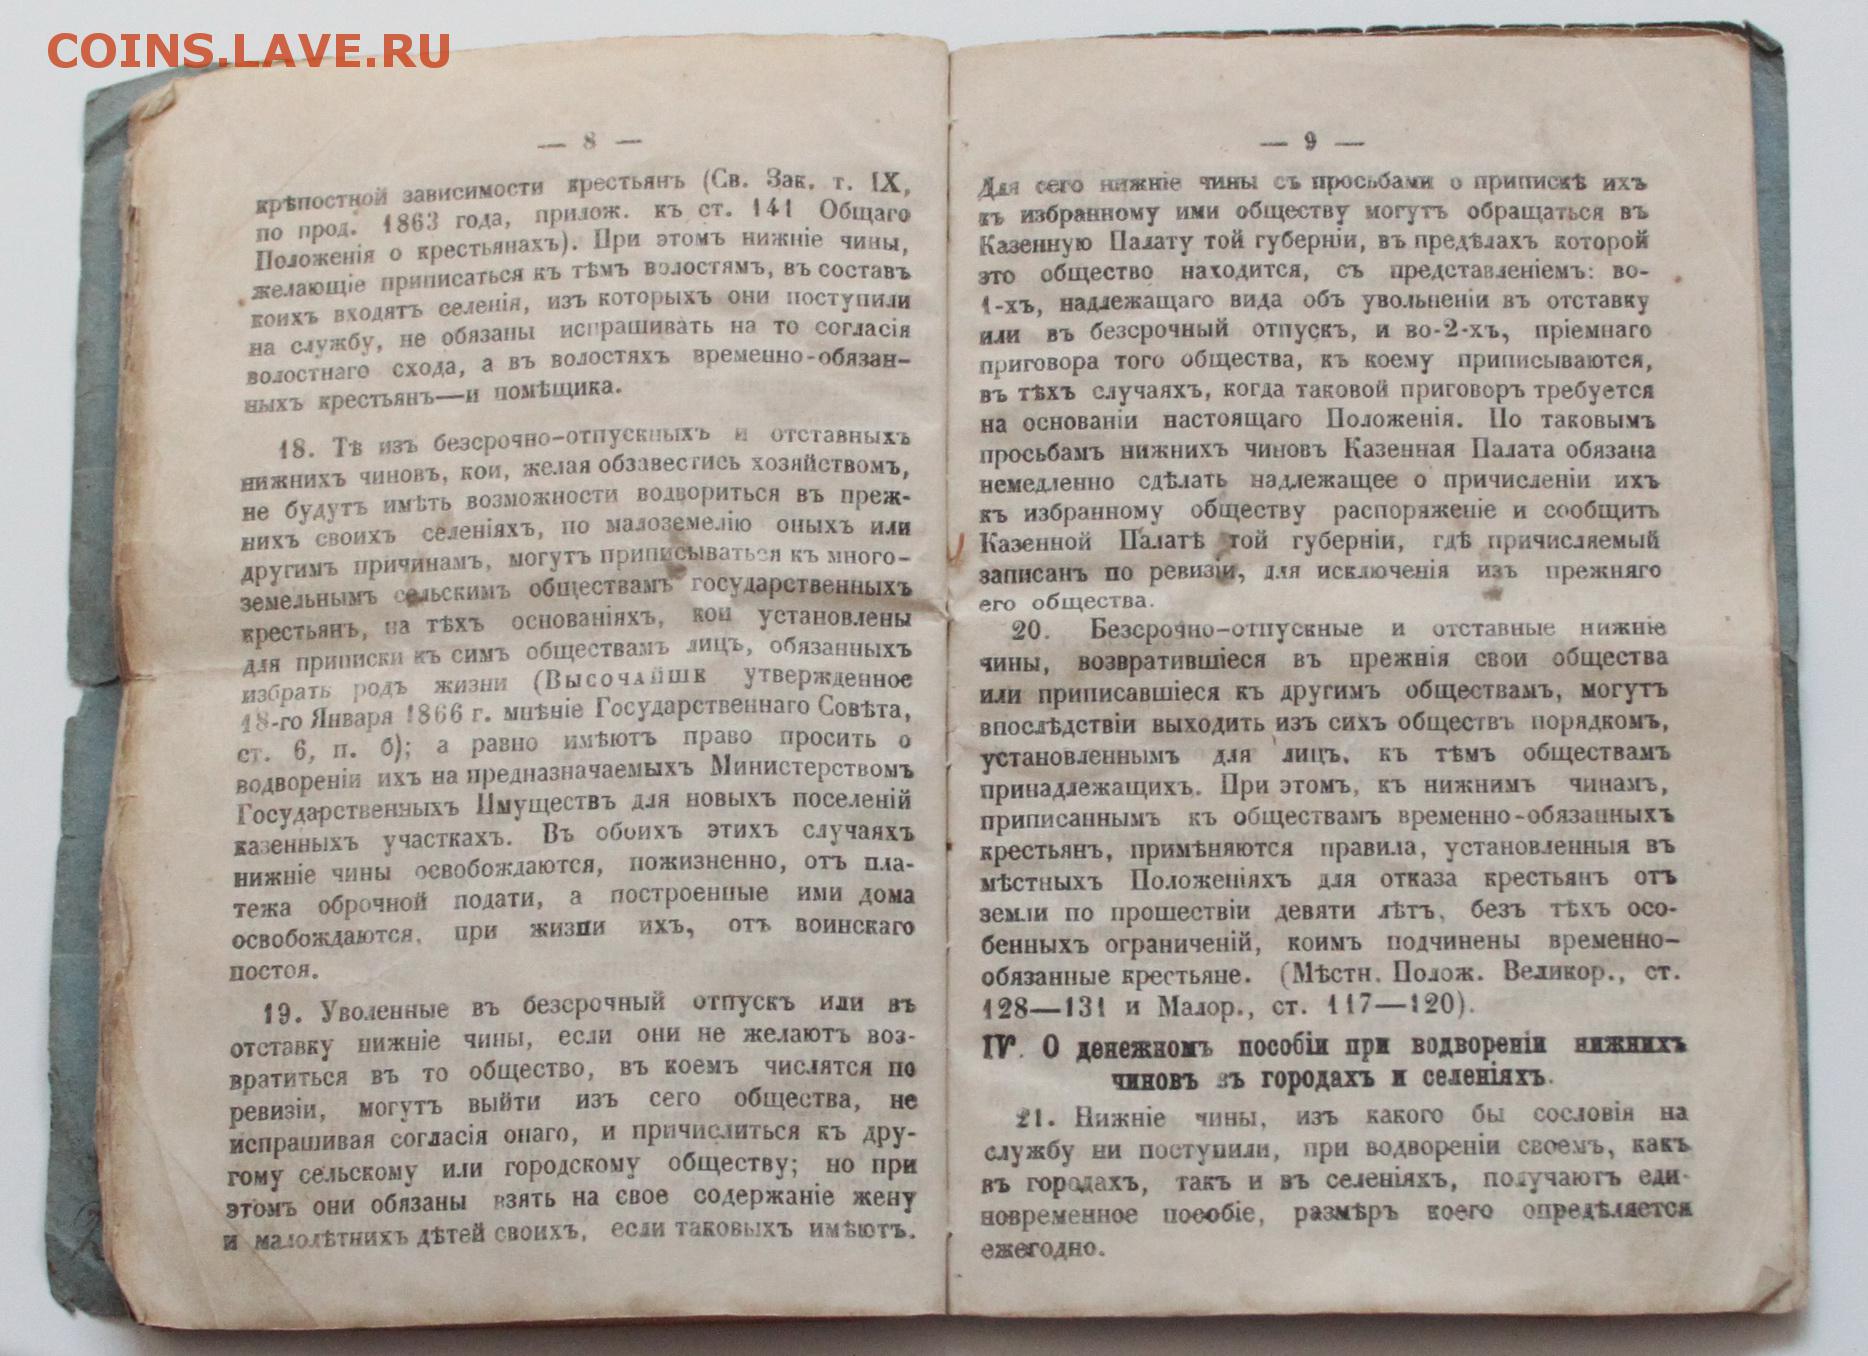 COINS.LAVE.RU
— 8 —
крѣпостной зависимости крестьянъ (Св. Зак. т. IX,
по прод. 1863 года, прилож. къ ст. 141 Общаго
Положенія о крестьянахъ). При этомъ нижніе чины,
желающіе приписаться къ тѣмъ волостямъ, въ составъ
коихъ входятъ селенія, изъ которыхъ они поступили
на службу, не обязаны испрашивать на то согласія
волостнаго схода, а въ волостяхъ временно-обязан-
ныхъ крестьянъ—и помѣщика.
18. Тѣ изъ безсрочно-отпускныхъ и отставныхъ
нижнихъ чиновъ, кои, желая обзавестись хозяйствомъ,
не будутъ имѣть возможности водвориться въ преж-
нихъ своихъ селеніяхъ, по малоземелію оныхъ или
другимъ причинамъ, могутъ приписываться къ много-
земельнымъ сельскимъ обществамъ государственныхъ
крестьянъ, на тѣхъ основаніяхъ, кои установлены
для приписки къ симъ обществамъ лицъ, обязанныхъ
избрать родъ жизни (Высочайше утвержденное
18-го Января 1866 г. мнѣніе Государственнаго Совѣта,
ст. 6, п. б); а равно имѣютъ право просить о
водвореніи ихъ на предназначаемыхъ Министерствомъ
Государственныхъ Имуществъ для новыхъ поселеній
казенныхъ участкахъ. Въ обоихъ этихъ случаяхъ
нижніе чины освобождаются, пожизненно, отъ пла-
тежа оброчной подати, а построенные ими дома
освобождаются, при жизни ихъ, отъ воинскаго
постоя.
19. Уволенные въ безсрочный отпускъ или въ
отставку нижніе чины, если они не желаютъ воз-
вратиться въ то общество, въ коемъ числятся по
ревизіи, могутъ выйти изъ сего общества, не
испрашивая согласія онаго, и причислиться къ дру-
гому сельскому или городскому обществу; но при
этомъ они обязаны взять на свое содержаніе жену
и малолѣтнихъ дѣтей своихъ, если таковыхъ имѣютъ.
— 9 —
Для сего нижніе чины съ просьбами о припискѣ ихъ
къ избранному ими обществу могутъ обращаться въ
Казенную Палату той губерніи, въ предѣлахъ которой
это общество находится, съ представленіемъ: во-
1-хъ, надлежащаго вида объ увольненіи въ отставку
или въ безсрочный отпускъ, и во-2-хъ, пріемнаго
приговора того общества, къ коему приписываются,
въ тѣхъ случаяхъ, когда таковой приговоръ требуется
на основаніи настоящаго Положенія. По таковымъ
просьбамъ нижнихъ чиновъ Казенная Палата обязана
немедленно сдѣлать надлежащее о причисленіи ихъ
къ избранному обществу распоряженіе и сообщить
Казенной Палатѣ той губерніи, гдѣ причисляемый
записанъ по ревизіи, для исключенія изъ прежняго
его общества.
20. Безсрочно-отпускные и отставные нижніе
чины, возвратившіеся въ прежнія свои общества
или приписавшіеся къ другимъ обществамъ, могутъ
впослѣдствіи выходить изъ сихъ обществъ порядкомъ,
установленнымъ для лицъ, къ тѣмъ обществамъ
принадлежащихъ. При этомъ, къ нижнимъ чинамъ,
приписаннымъ къ обществамъ временно-обязанныхъ
крестьянъ, примѣняются правила, установленныя въ
мѣстныхъ Положеніяхъ для отказа крестьянъ отъ
земли по прошествіи девяти лѣтъ, безъ тѣхъ осо-
бенныхъ ограниченій, коимъ подчинены временно-
обязанные крестьяне. (Мѣстн. Полож. Великор., ст.
128—131 и Малор., ст. 117—120).
IV. О денежномъ пособіи при водвореніи нижнихъ
чиновъ въ городахъ и селеніяхъ.
21. Нижніе чины, изъ какого бы сословія на
службу ни поступили, при водвореніи своемъ, какъ
въ городахъ, такъ и въ селеніяхъ, получаютъ еди-
новременное пособіе, размѣръ коего опредѣляется
ежегодно.